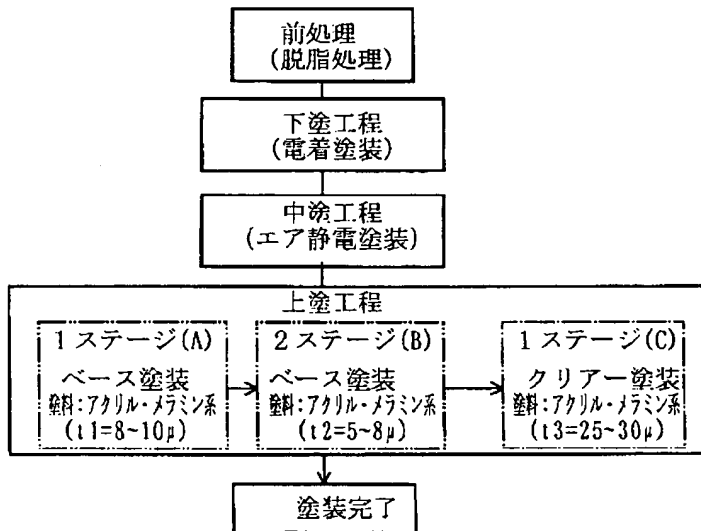 前処理
(脱脂処理)
下塗工程
(電着塗装)
中塗工程
(エア静電塗装)
上塗工程
1ステージ(A)
ベース塗装
塗料:アクリル・メラミン系
(t1=8~10μ)
2ステージ(B)
ベース塗装
塗料:アクリル・メラミン系
(t2=5~8μ)
1ステージ(C)
クリアー塗装
塗料:アクリル・メラミン系
(t3=25~30μ)
塗装完了